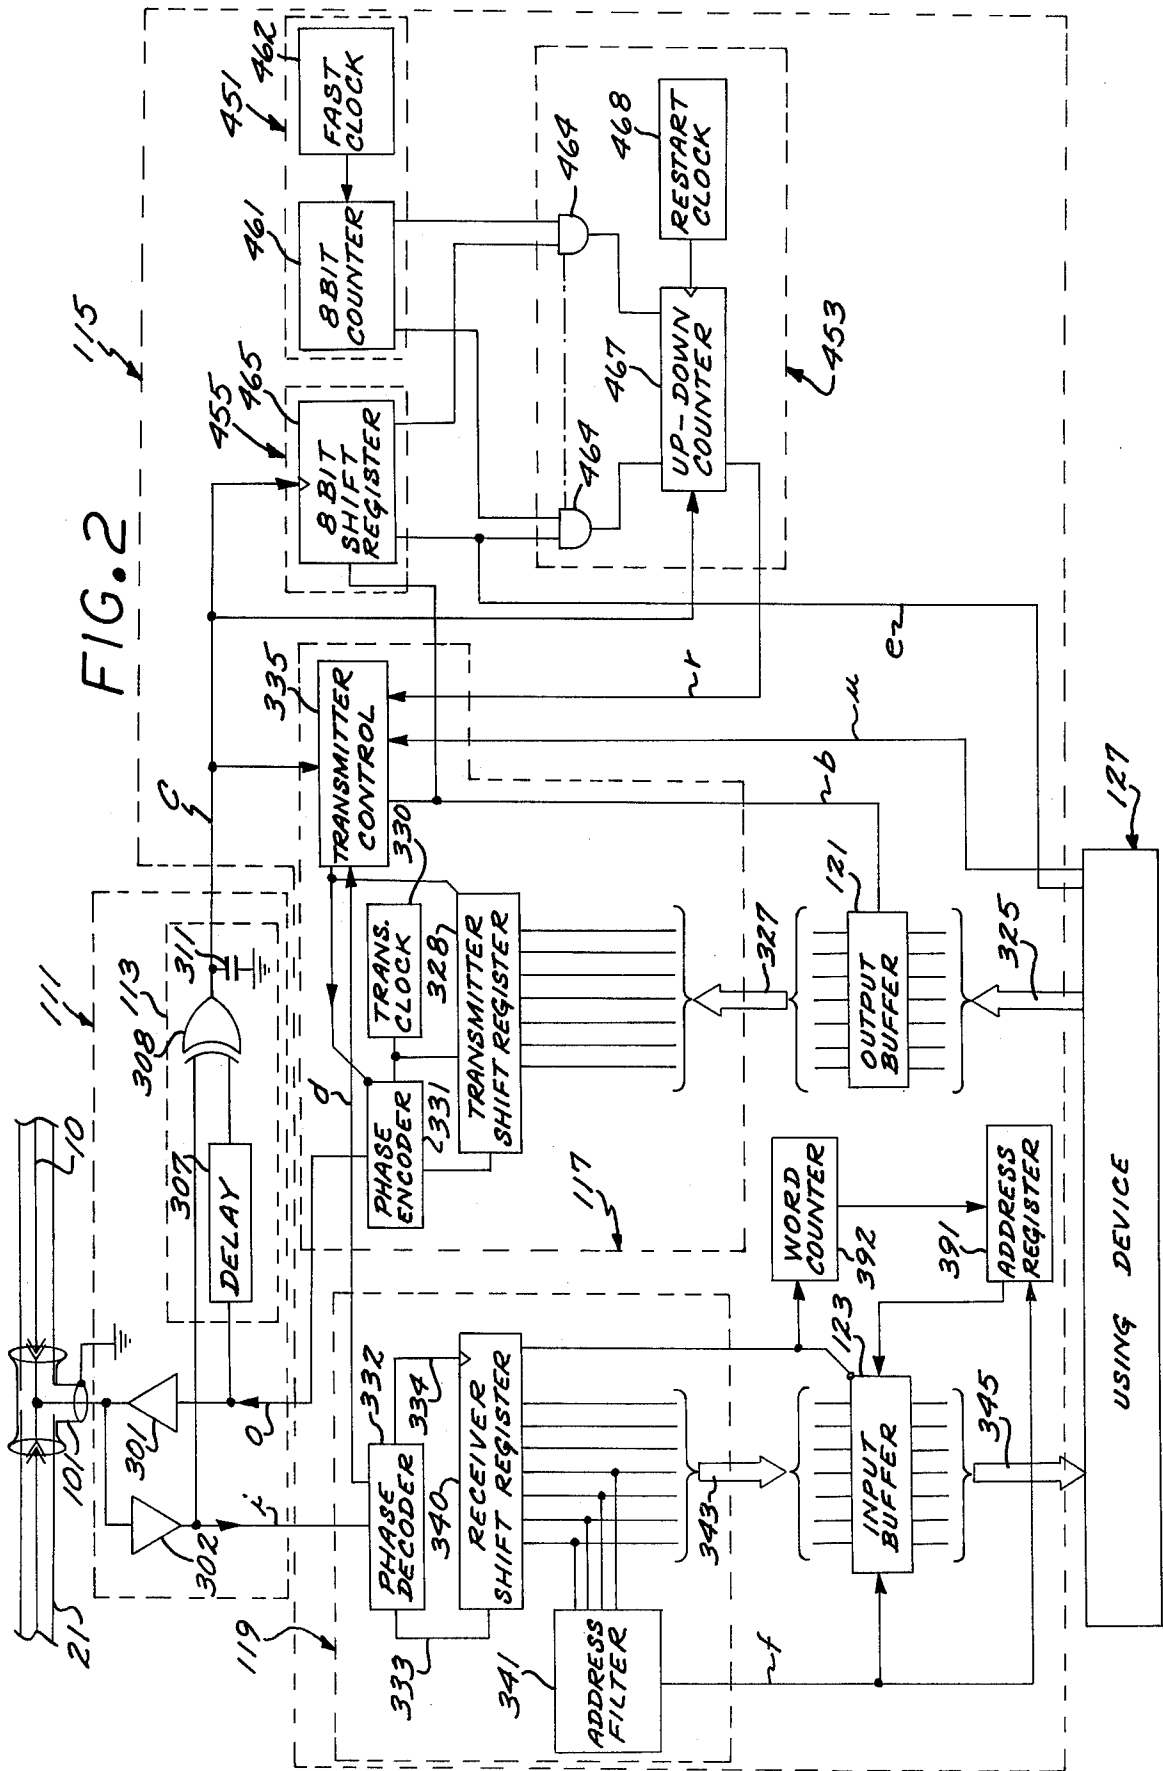 FIG. 2
115
451
462
FAST
CLOCK
461
8 BIT
COUNTER
455
465
8 BIT
SHIFT
REGISTER
464
464
468
RESTART
CLOCK
467
UP-DOWN
COUNTER
453
C
335
TRANSMITTER
CONTROL
r
e
u
b
111
113
308
311
307
DELAY
10
101
301
302
21
o
i
d
330
TRANS.
CLOCK
328
TRANSMITTER
SHIFT REGISTER
331
PHASE
ENCODER
117
327
121
OUTPUT
BUFFER
325
127
USING DEVICE
119
332
PHASE
DECODER
334
333
340
RECEIVER
SHIFT REGISTER
341
ADDRESS
FILTER
f
343
123
INPUT
BUFFER
345
WORD
COUNTER
392
391
ADDRESS
REGISTER